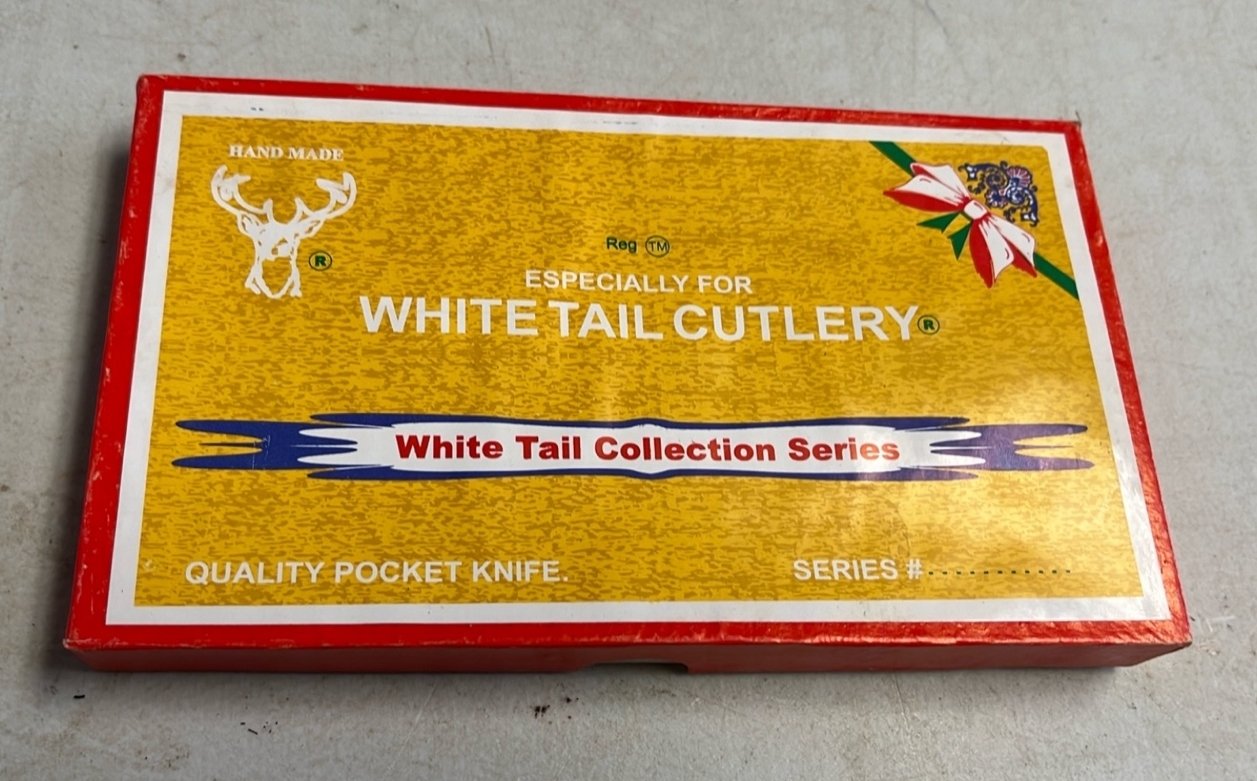 HAND MADE
®
Reg TM
ESPECIALLY FOR
WHITE TAIL CUTLERY®
White Tail Collection Series
QUALITY POCKET KNIFE.
SERIES #............